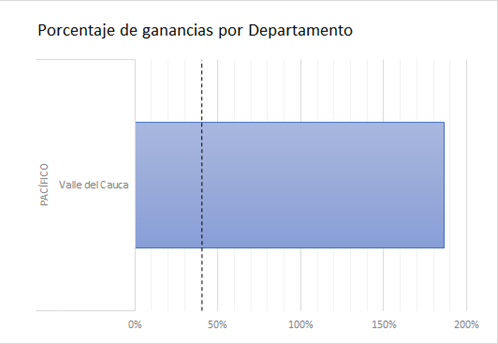 Porcentaje de ganancias por Departamento
PACÍFICO
Valle del Cauca
0% 50% 100% 150% 200%